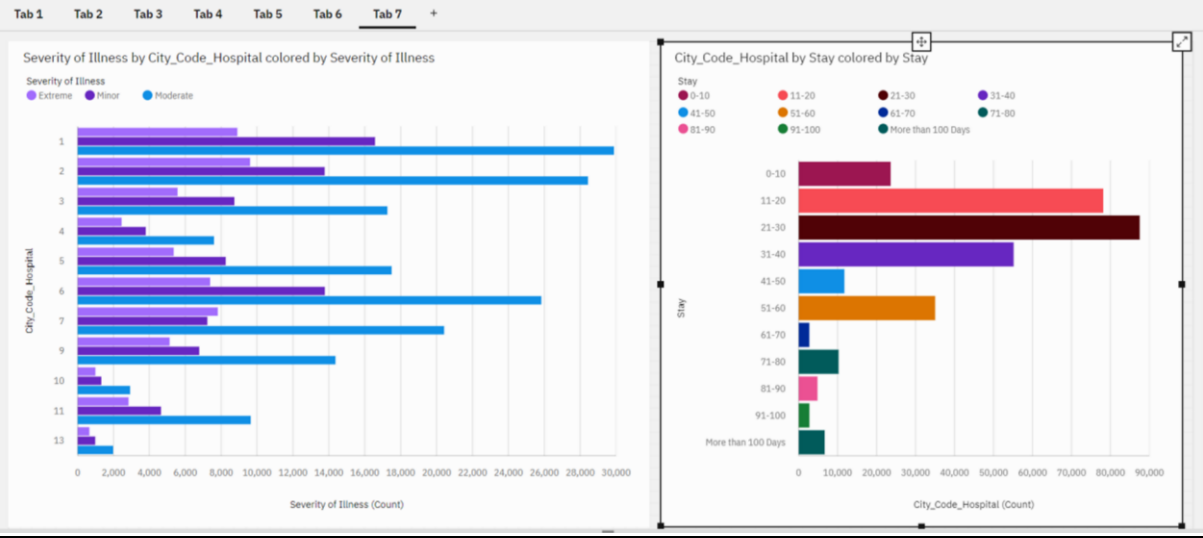 Tab 1 Tab 2 Tab 3 Tab 4 Tab 5 Tab 6 Tab 7 +
Severity of Illness by City_Code_Hospital colored by Severity of Illness
Severity of Illness
Extreme Minor Moderate
City_Code_Hospital
1
2
3
4
5
6
7
9
10
11
13
0 2,000 4,000 6,000 8,000 10,000 12,000 14,000 16,000 18,000 20,000 22,000 24,000 26,000 28,000 30,000
Severity of Illness (Count)
City_Code_Hospital by Stay colored by Stay
Stay
0-10 11-20 21-30 31-40
41-50 51-60 61-70 71-80
81-90 91-100 More than 100 Days
Stay
0-10
11-20
21-30
31-40
41-50
51-60
61-70
71-80
81-90
91-100
More than 100 Days
0 10,000 20,000 30,000 40,000 50,000 60,000 70,000 80,000 90,000
City_Code_Hospital (Count)